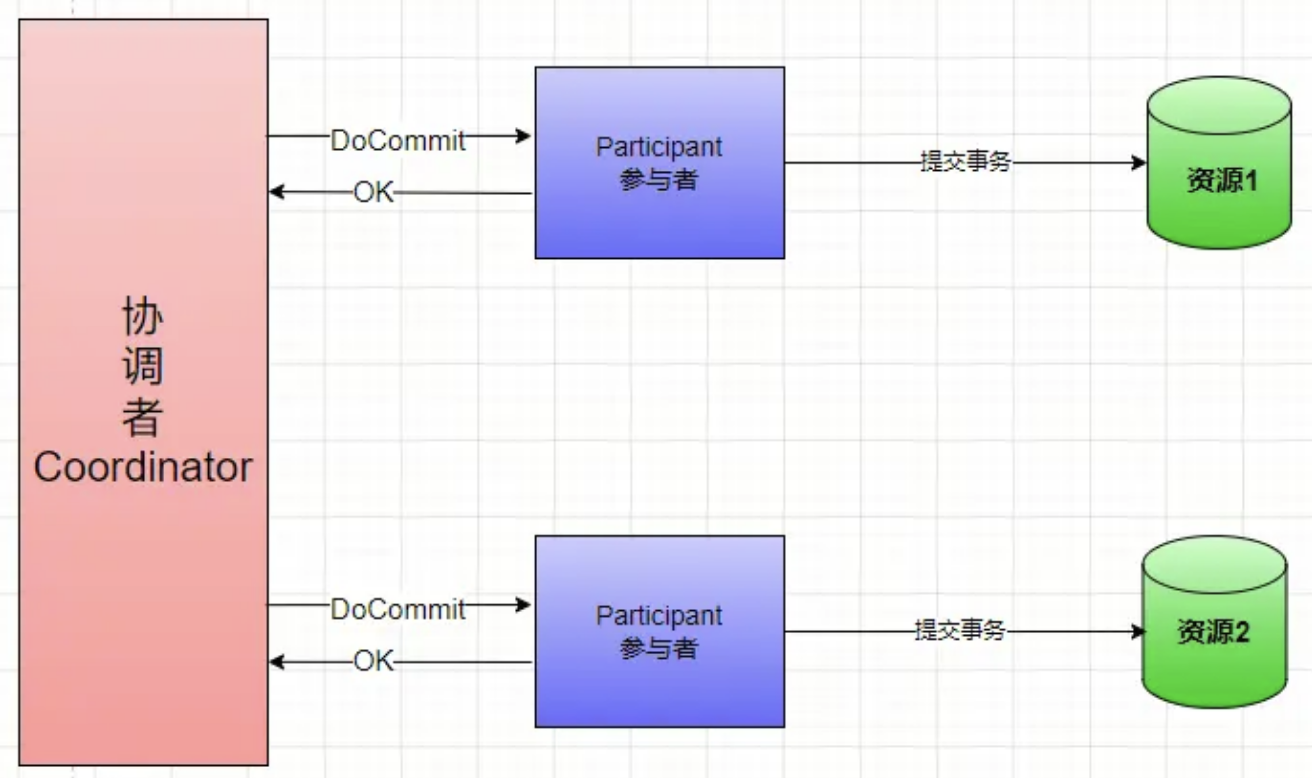 协
调
者
Coordinator
DoCommit
OK
Participant
参与者
提交事务
资源1
DoCommit
OK
Participant
参与者
提交事务
资源2